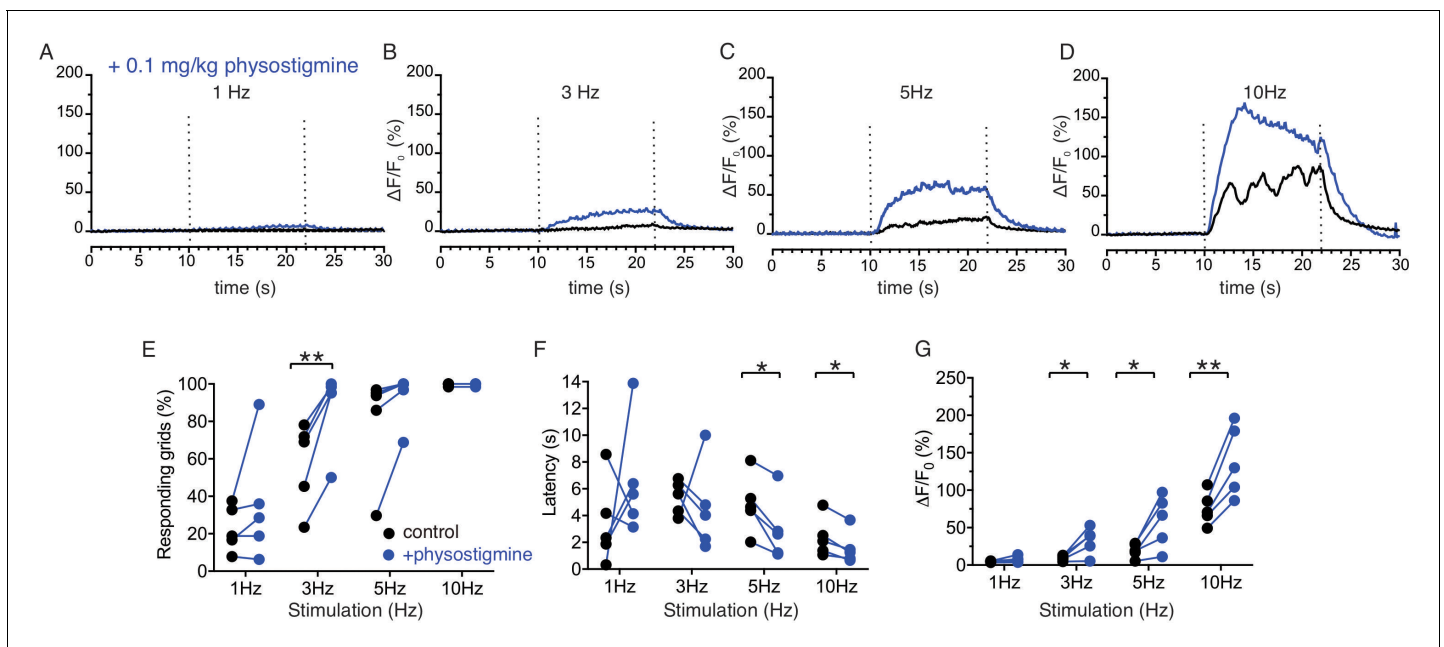 A
B
C
D
+ 0.1 mg/kg physostigmine
1 Hz
3 Hz
5Hz
10Hz
200
150
100
50
0
0 5 10 15 20 25 30
time (s)
ΔF/F₀ (%)
200
150
100
50
0
0 5 10 15 20 25 30
time (s)
ΔF/F₀ (%)
200
150
100
50
0
0 5 10 15 20 25 30
time (s)
ΔF/F₀ (%)
200
150
100
50
0
0 5 10 15 20 25 30
time (s)
E
**
Responding grids (%)
100
80
60
40
20
0
control
+physostigmine
1Hz 3Hz 5Hz 10Hz
Stimulation (Hz)
F
* *
Latency (s)
14
12
10
8
6
4
2
0
1Hz 3Hz 5Hz 10Hz
Stimulation (Hz)
G
* * **
ΔF/F₀ (%)
250
200
150
100
50
0
1Hz 3Hz 5Hz 10Hz
Stimulation (Hz)